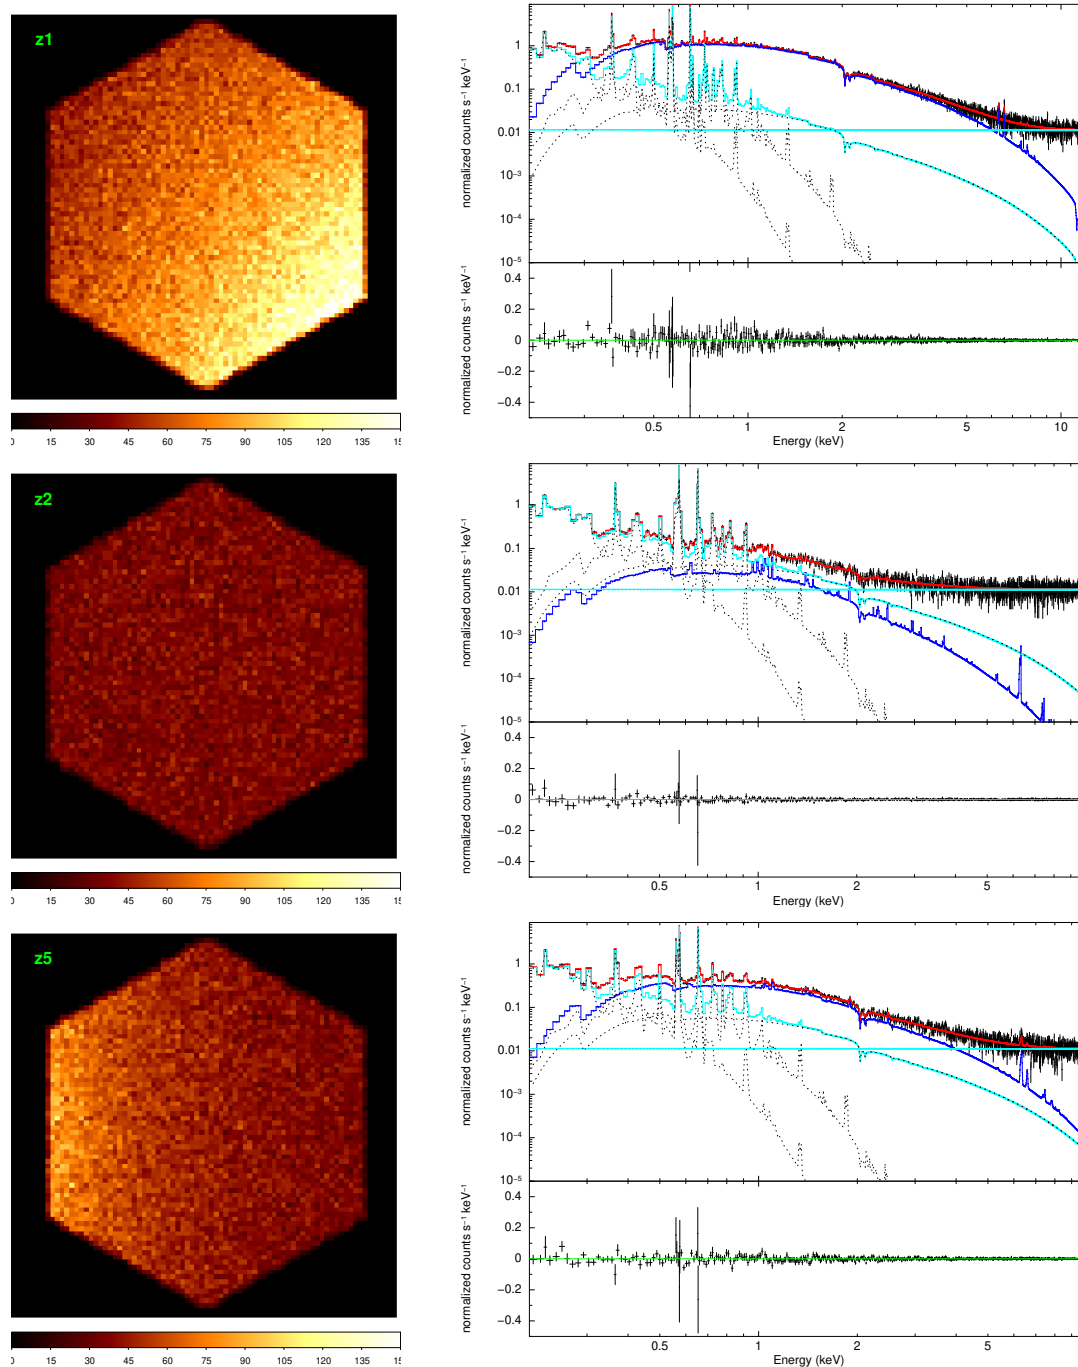 z1
0 15 30 45 60 75 90 105 120 135 15
normalized counts s⁻¹ keV⁻¹
1
0.1
0.01
10⁻³
10⁻⁴
10⁻⁵
normalized counts s⁻¹ keV⁻¹
0.4
0.2
0
−0.2
−0.4
0.5 1 2 5 10
Energy (keV)
z2
0 15 30 45 60 75 90 105 120 135 15
normalized counts s⁻¹ keV⁻¹
1
0.1
0.01
10⁻³
10⁻⁴
10⁻⁵
normalized counts s⁻¹ keV⁻¹
0.4
0.2
0
−0.2
−0.4
0.5 1 2 5
Energy (keV)
z5
0 15 30 45 60 75 90 105 120 135 15
normalized counts s⁻¹ keV⁻¹
1
0.1
0.01
10⁻³
10⁻⁴
10⁻⁵
normalized counts s⁻¹ keV⁻¹
0.4
0.2
0
−0.2
−0.4
0.5 1 2 5
Energy (keV)